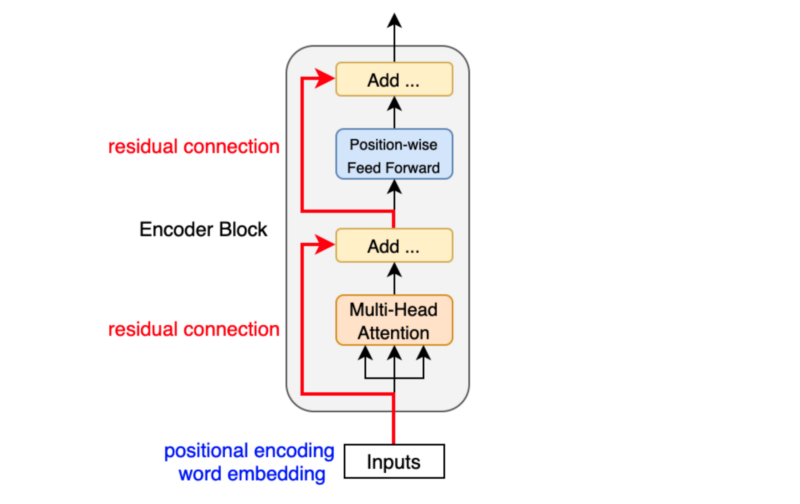 Add ...
residual connection
Position-wise
Feed Forward
Encoder Block
Add ...
Multi-Head
Attention
residual connection
positional encoding
word embedding
Inputs